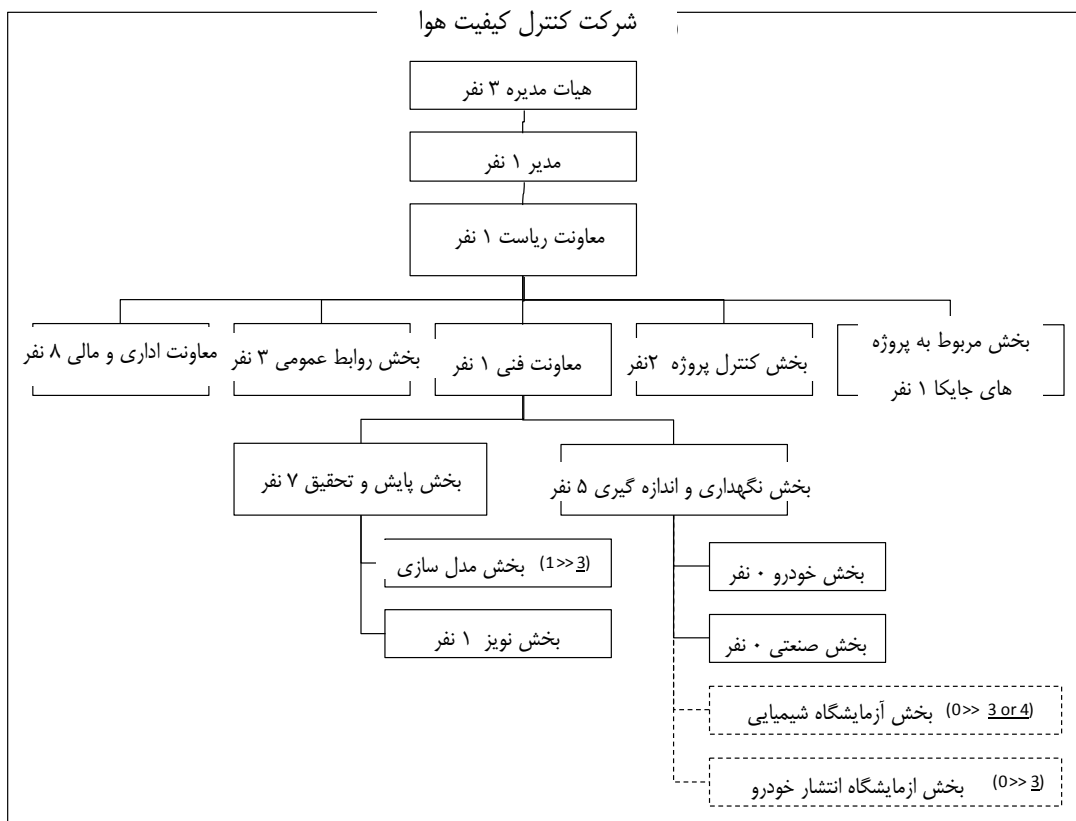 شرکت کنترل کیفیت هوا
هیات مدیره ۳ نفر
مدیر ۱ نفر
معاونت ریاست ۱ نفر
بخش مربوط به پروژه
های جایکا ۱ نفر
بخش کنترل پروژه ۲نفر
معاونت فنی ۱ نفر
بخش روابط عمومی ۳ نفر
معاونت اداری و مالی ۸ نفر
بخش نگهداری و اندازه گیری ۵ نفر
بخش پایش و تحقیق ۷ نفر
بخش خودرو ۰ نفر
بخش مدل سازی (1>>3)
بخش صنعتی ۰ نفر
بخش نویز ۱ نفر
بخش آزمایشگاه شیمیایی (0>> 3 or 4)
بخش ازمایشگاه انتشار خودرو (0>>3)